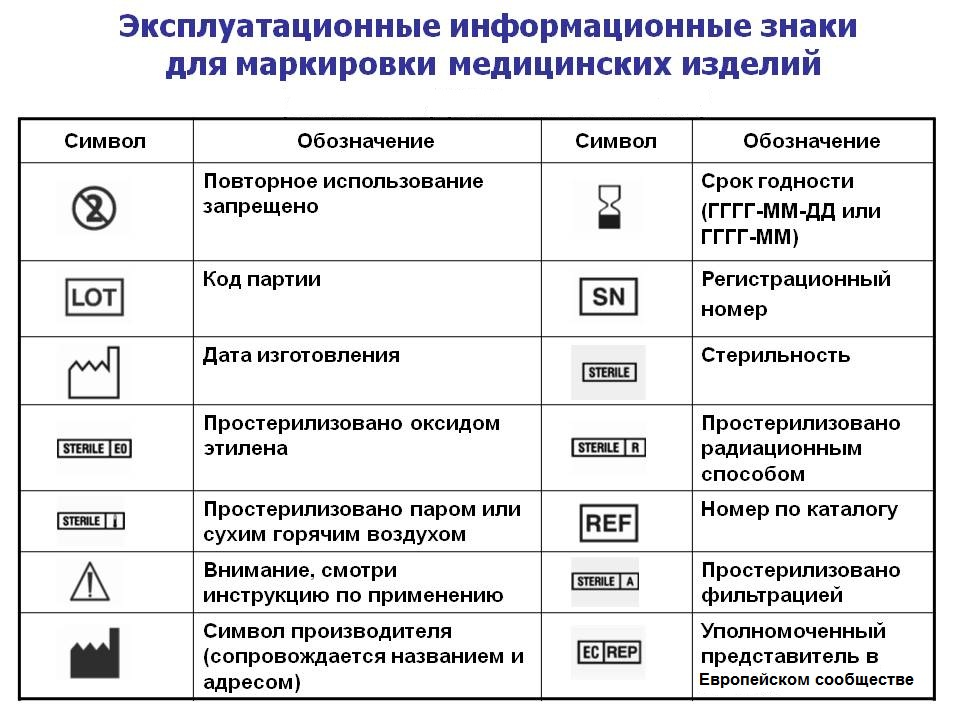 Эксплуатационные информационные знаки
для маркировки медицинских изделий
Символ
Обозначение
Символ
Обозначение
2
Повторное использование
запрещено
Срок годности
(ГГГГ-ММ-ДД или
ГГГГ-ММ)
LOT
Код партии
SN
Регистрационный
номер
Дата изготовления
STERILE
Стерильность
STERILE EO
Простерилизовано оксидом
этилена
STERILE R
Простерилизовано
радиационным
способом
STERILE
Простерилизовано паром или
сухим горячим воздухом
REF
Номер по каталогу
Внимание, смотри
инструкцию по применению
STERILE A
Простерилизовано
фильтрацией
Символ производителя
(сопровождается названием и
адресом)
EC REP
Уполномоченный
представитель в
Европейском сообществе